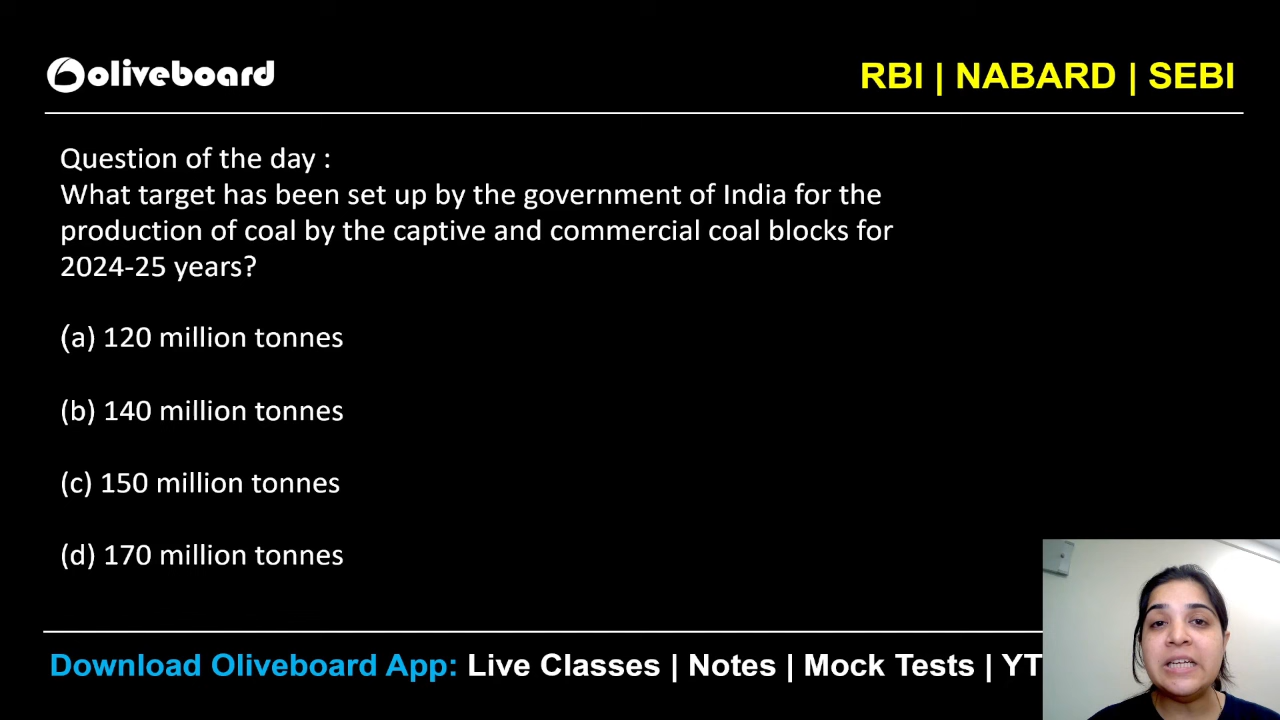 oliveboard
RBI | NABARD | SEBI
Question of the day :
What target has been set up by the government of India for the
production of coal by the captive and commercial coal blocks for
2024-25 years?
(a) 120 million tonnes
(b) 140 million tonnes
(c) 150 million tonnes
(d) 170 million tonnes
Download Oliveboard App: Live Classes | Notes | Mock Tests | YT